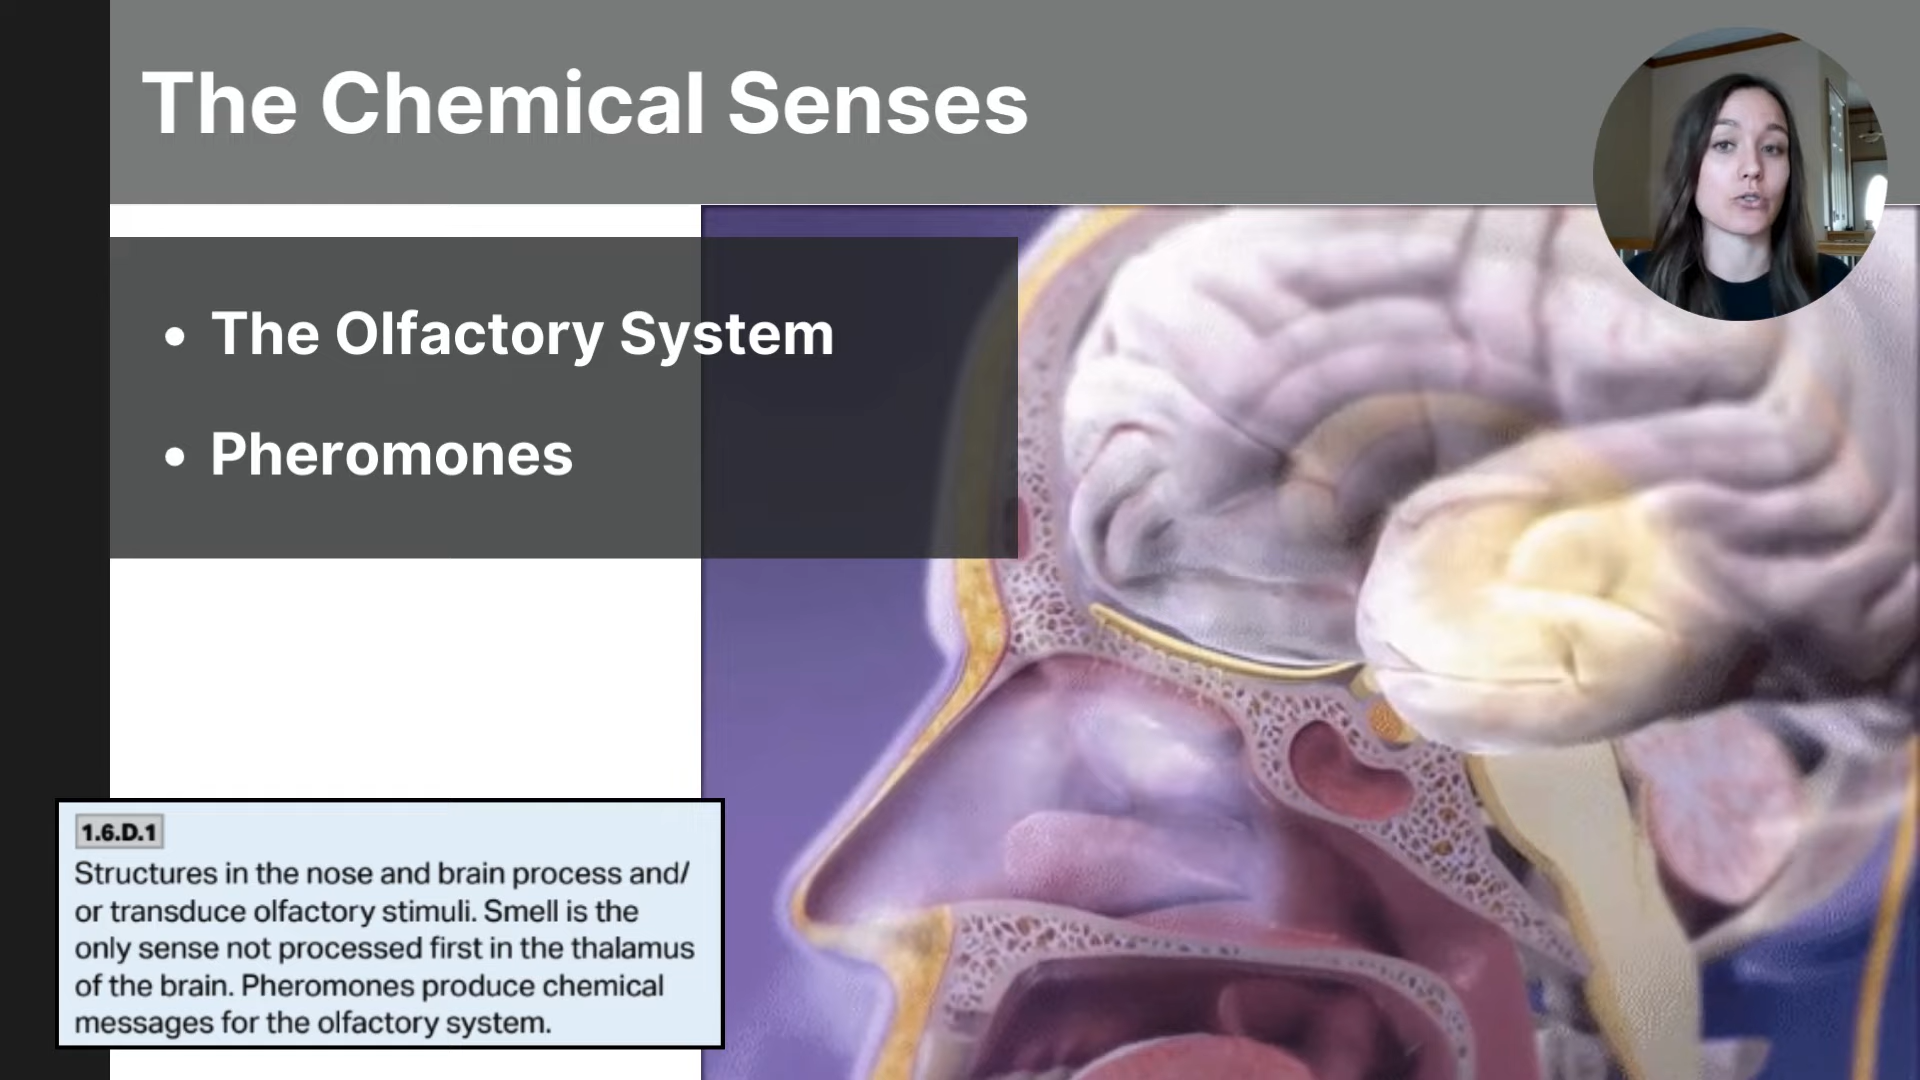 The Chemical Senses
• The Olfactory System
• Pheromones
1.6.D.1
Structures in the nose and brain process and/
or transduce olfactory stimuli. Smell is the
only sense not processed first in the thalamus
of the brain. Pheromones produce chemical
messages for the olfactory system.